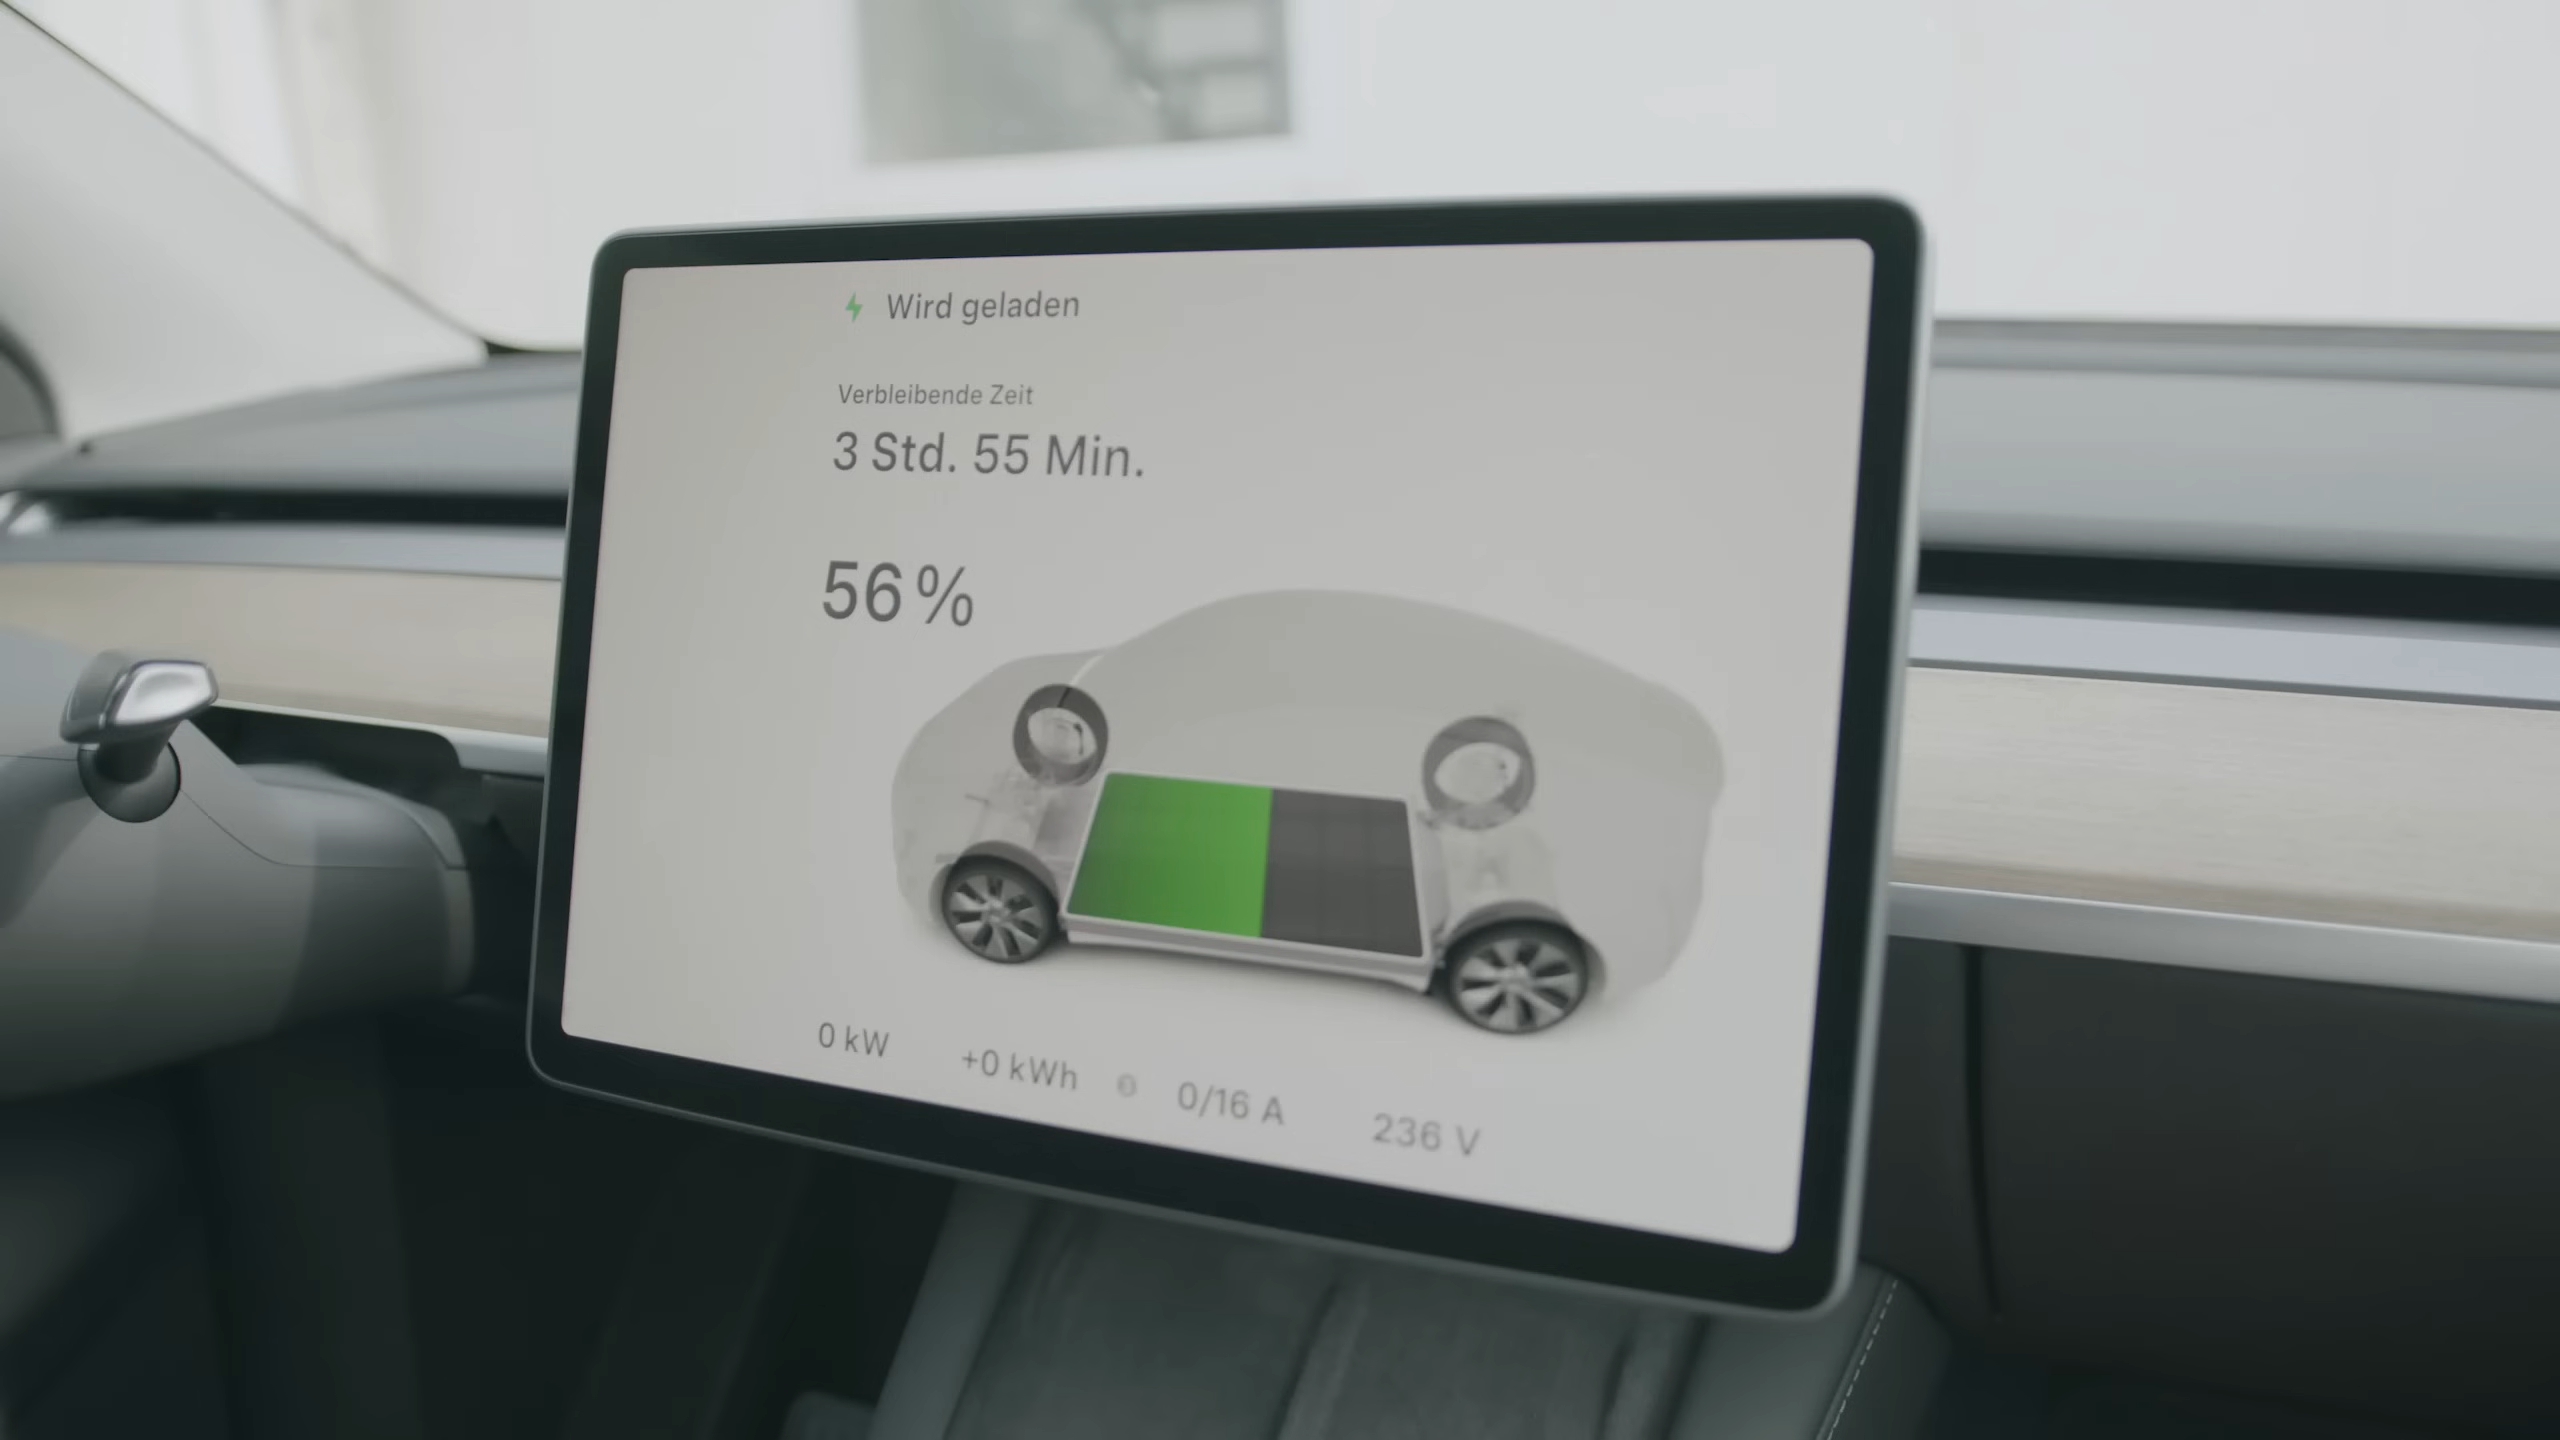 Wird geladen
Verbleibende Zeit
3 Std. 55 Min.
56 %
0 kW +0 kWh 0/16 A 236 V